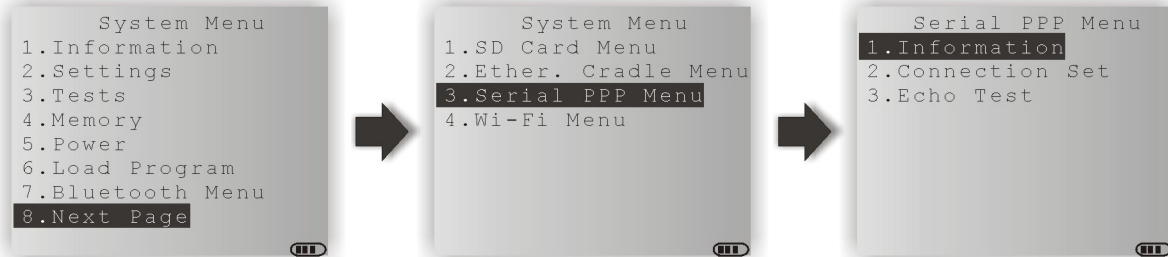 System Menu
1.Information
2.Settings
3.Tests
4.Memory
5.Power
6.Load Program
7.Bluetooth Menu
8.Next Page
System Menu
1.SD Card Menu
2.Ether. Cradle Menu
3.Serial PPP Menu
4.Wi-Fi Menu
Serial PPP Menu
1.Information
2.Connection Set
3.Echo Test